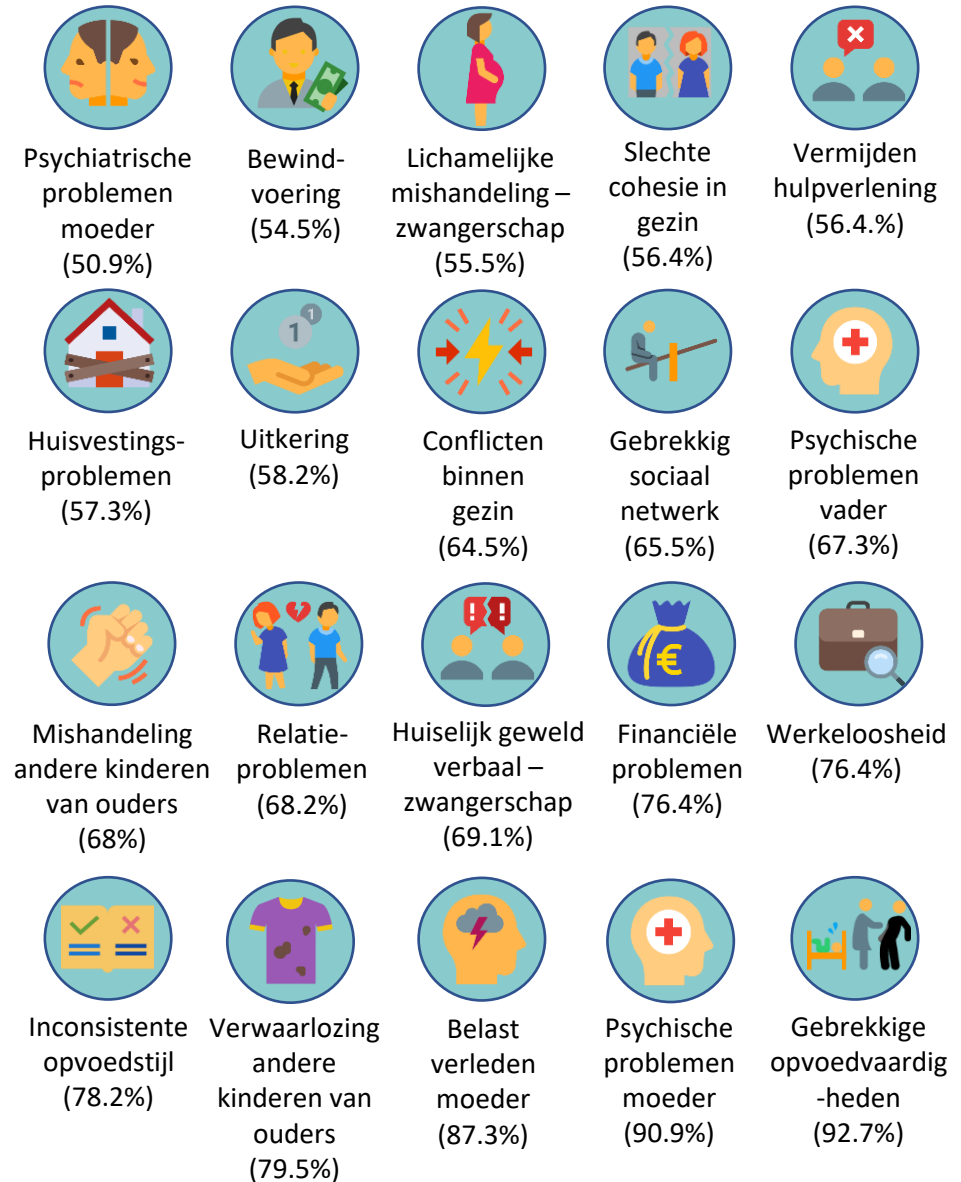 Psychiatrische
problemen
moeder
(50.9%)
Bewind-
voering
(54.5%)
Lichamelijke
mishandeling –
zwangerschap
(55.5%)
Slechte
cohesie in
gezin
(56.4%)
Vermijden
hulpverlening
(56.4.%)
Huisvestings-
problemen
(57.3%)
1
1
Uitkering
(58.2%)
Conflicten
binnen
gezin
(64.5%)
Gebrekkig
sociaal
netwerk
(65.5%)
Psychische
problemen
vader
(67.3%)
Mishandeling
andere kinderen
van ouders
(68%)
Relatie-
problemen
(68.2%)
! !
Huiselijk geweld
verbaal –
zwangerschap
(69.1%)
€
Financiële
problemen
(76.4%)
Werkeloosheid
(76.4%)
Inconsistente
opvoedstijl
(78.2%)
Verwaarlozing
andere
kinderen van
ouders
(79.5%)
Belast
verleden
moeder
(87.3%)
Psychische
problemen
moeder
(90.9%)
Gebrekkige
opvoedvaardig
-heden
(92.7%)